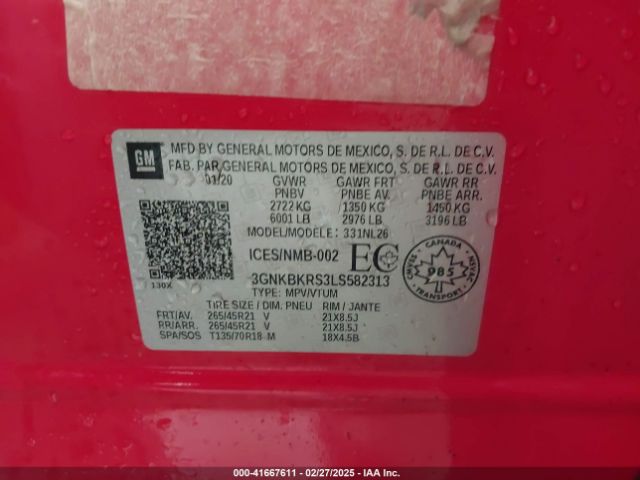 GM
MFD BY GENERAL MOTORS DE MEXICO, S. DE R.L. DE C.V.
FAB. PAR GENERAL MOTORS DE MEXICO, S. DE R.L. DE C.V.
01/20 GVWR GAWR FRT GAWR RR
PNBV PNBE AV. PNBE ARR.
2722 KG 1350 KG 1450 KG
6001 LB 2976 LB 3196 LB
MODEL/MODELE: 331NL26
ICES/NMB-002 EC
CANADA
CMVSS 985 NSVAC
TRANSPORT
3GNKBKRS3LS582313
130X
TYPE: MPV/VTUM
TIRE SIZE / DIM. PNEU RIM / JANTE
FRT/AV. 265/45R21 V 21X8.5J
RR/ARR. 265/45R21 V 21X8.5J
SPA/SOS T135/70R18 M 18X4.5B
000-41667611 - 02/27/2025 - IAA Inc.